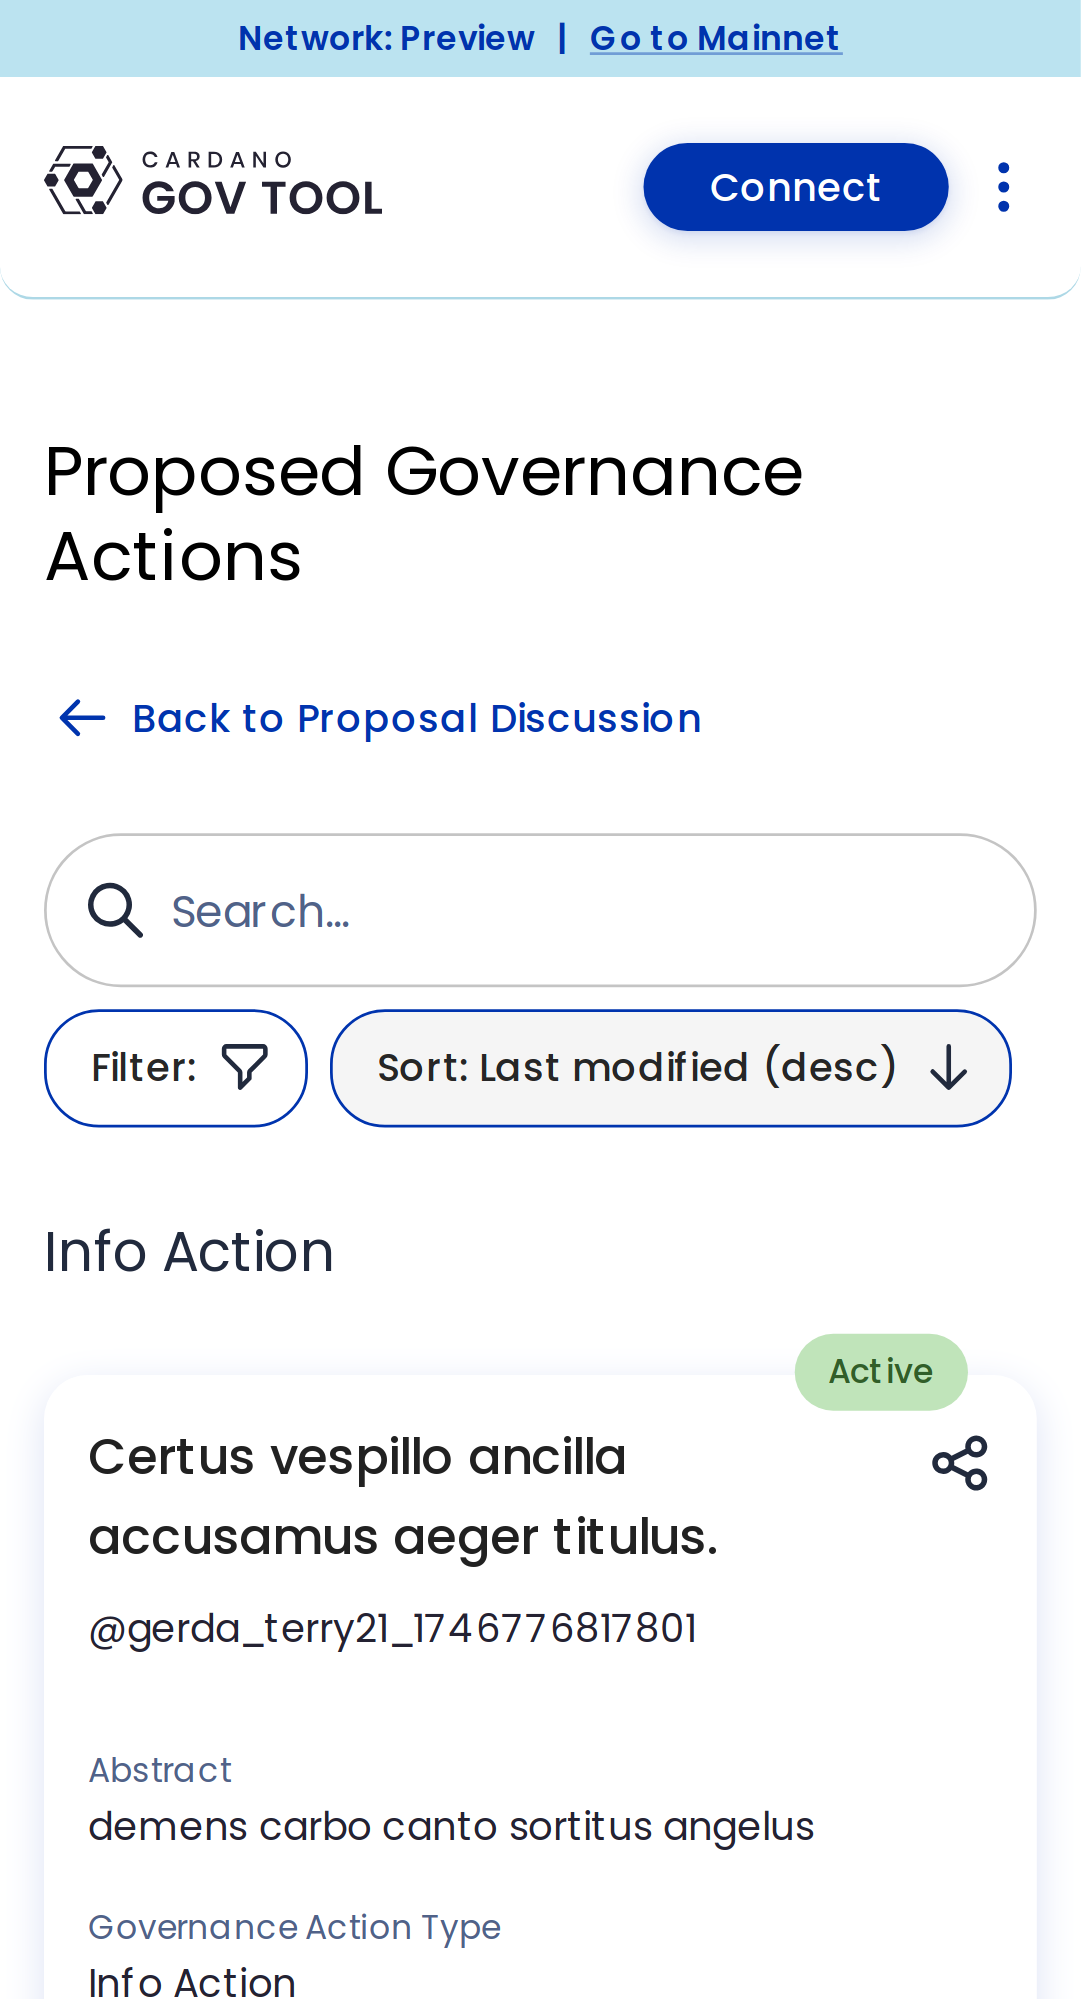 Network: Preview | Go to Mainnet
CARDANO
GOV TOOL
Connect
Proposed Governance
Actions
Back to Proposal Discussion
Search...
Filter:
Sort: Last modified (desc)
Info Action
Active
Certus vespillo ancilla
accusamus aeger titulus.
@gerda_terry21_1746776817801
Abstract
demens carbo canto sortitus angelus
Governance Action Type
Info Action